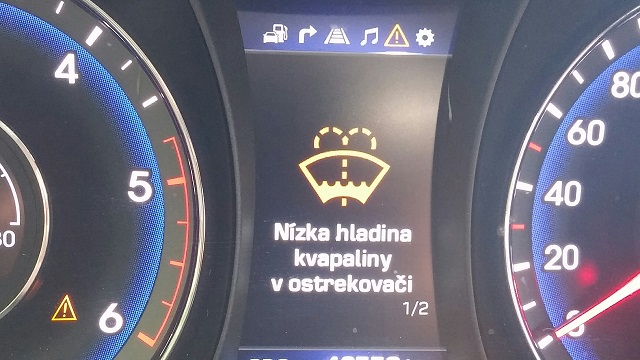 4
5
6
Nízka hladina
kvapaliny
v ostrekovači
1/2
80
60
40
20